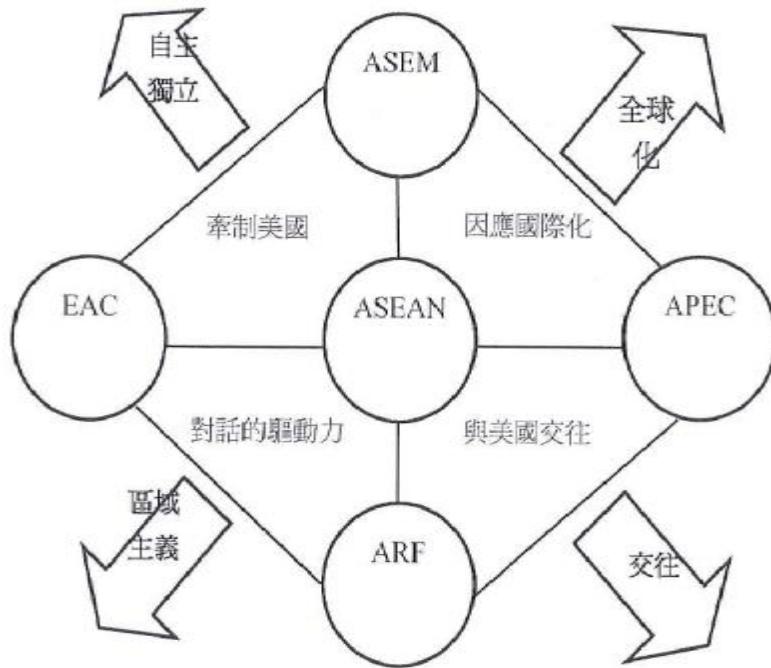 自主
獨立
ASEM
全球
化
牽制美國
因應國際化
EAC
ASEAN
APEC
對話的驅動力
與美國交往
區域
主義
ARF
交往